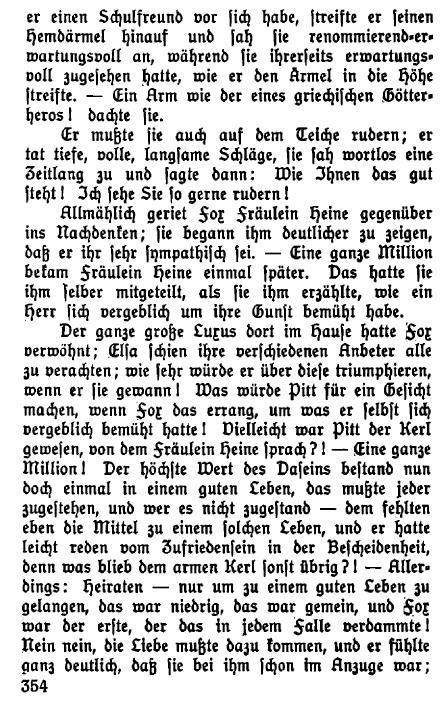 er einen Schulfreund vor sich habe, streifte er seinen
Hemdärmel hinauf und sah sie renommierend-er-
wartungsvoll an, während sie ihrerseits erwartungs-
voll zugesehen hatte, wie er den Ärmel in die Höhe
streifte. — Ein Arm wie der eines griechischen Götter-
heros! dachte sie.
Er mußte sie auch auf dem Teiche rudern; er
tat tiefe, volle, langsame Schläge, sie sah wortlos eine
Zeitlang zu und sagte dann: Wie Ihnen das gut
steht! Ich sehe Sie so gerne rudern!
Allmählich geriet Fox Fräulein Heine gegenüber
ins Nachdenken; sie begann ihm deutlicher zu zeigen,
daß er ihr sehr sympathisch sei. — Eine ganze Million
bekam Fräulein Heine einmal später. Das hatte sie
ihm selber mitgeteilt, als sie ihm erzählte, wie ein
Herr sich vergeblich um ihre Gunst bemüht habe.
Der ganze große Luxus dort im Hause hatte Fox
verwöhnt; Elsa schien ihre verschiedenen Anbeter alle
zu verachten; wie sehr würde er über diese triumphieren,
wenn er sie gewann! Was würde Pitt für ein Gesicht
machen, wenn Fox das errang, um was er selbst sich
vergeblich bemüht hatte! Vielleicht war Pitt der Kerl
gewesen, von dem Fräulein Heine sprach?! — Eine ganze
Million! Der höchste Wert des Daseins bestand nun
doch einmal in einem guten Leben, das mußte jeder
zugestehen, und wer es nicht zugestand — dem fehlten
eben die Mittel zu einem solchen Leben, und er hatte
leicht reden vom Zufriedensein in der Bescheidenheit,
denn was blieb dem armen Kerl sonst übrig?! — Aller-
dings: Heiraten — nur um zu einem guten Leben zu
gelangen, das war niedrig, das war gemein, und Fox
war der erste, der das in jedem Falle verdammte!
Nein nein, die Liebe mußte dazu kommen, und er fühlte
ganz deutlich, daß sie bei ihm schon im Anzuge war;
354